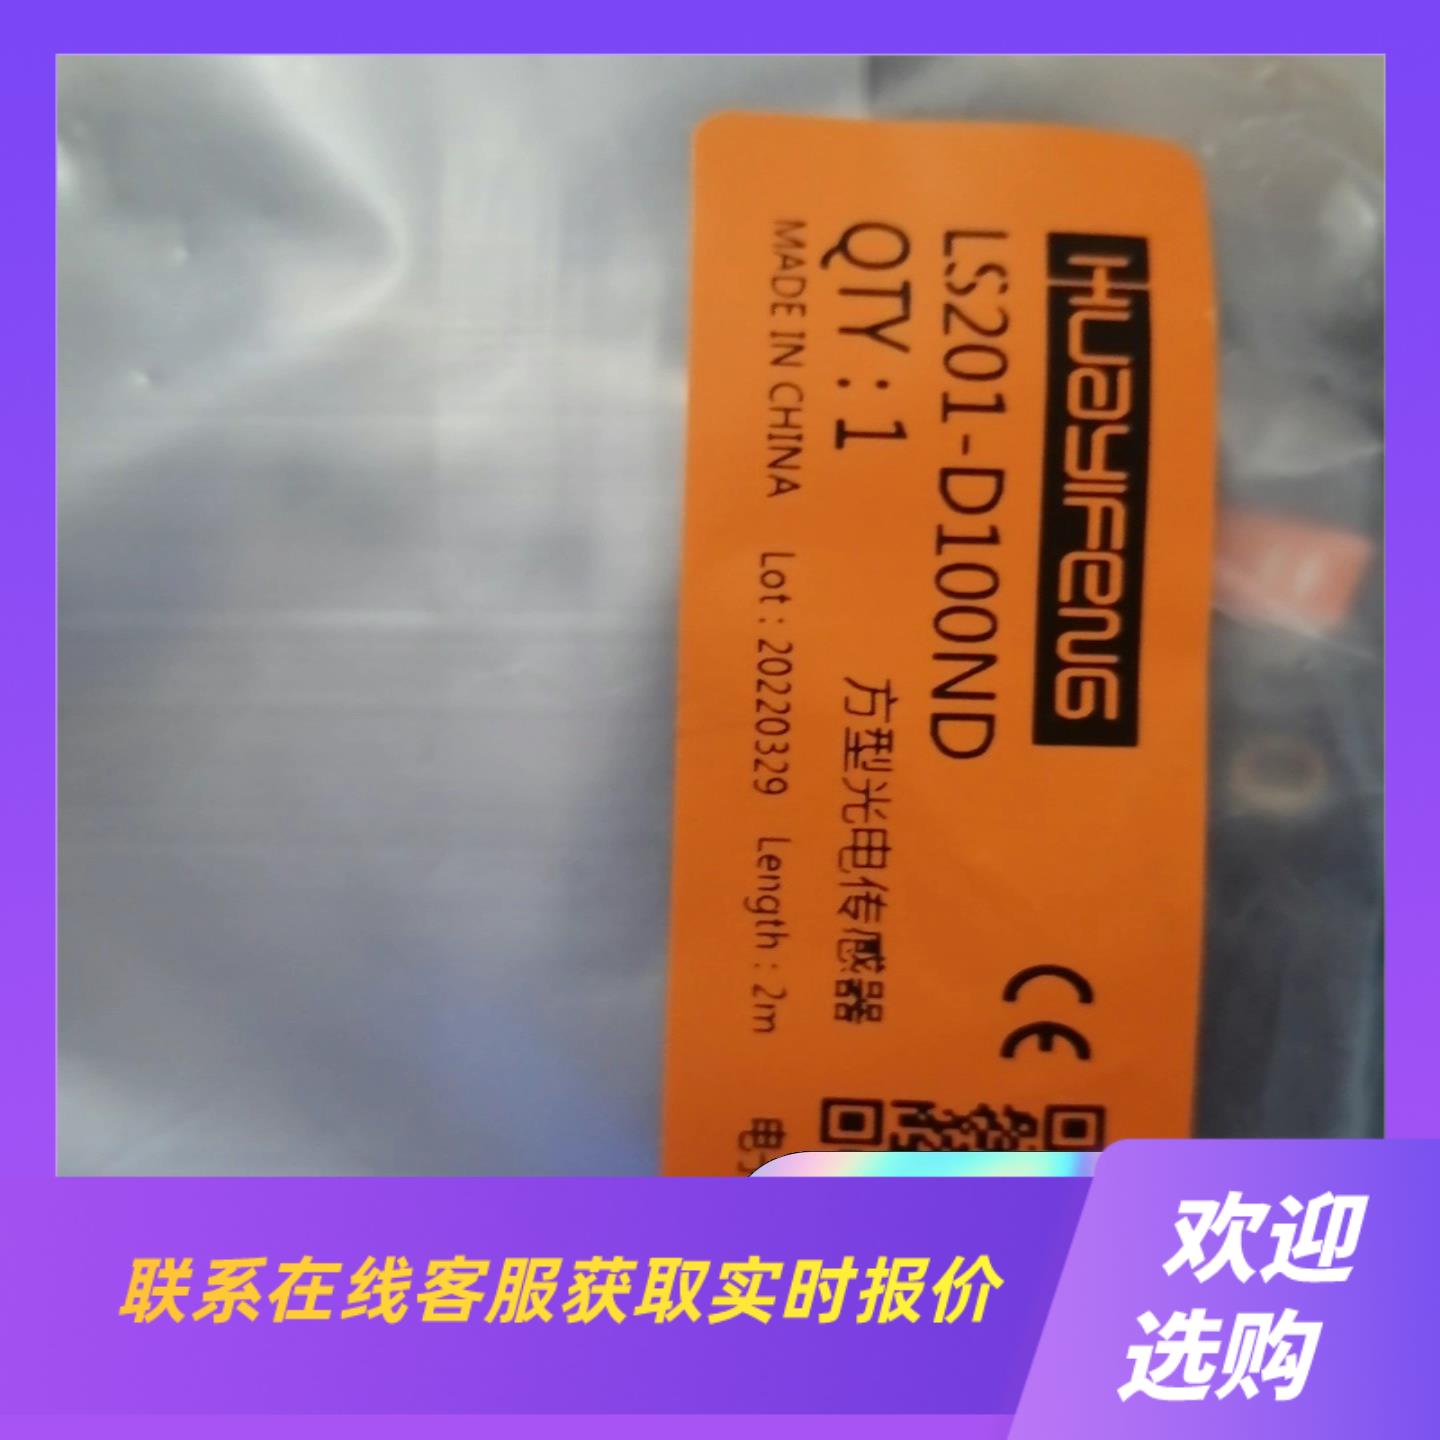 HUAYIFENG
LS201-D100ND
QTY : 1
方型光电传感器
MADE IN CHINA Lot : 20220329 Length : 2m
CE
联系在线客服获取实时报价
欢迎
选购